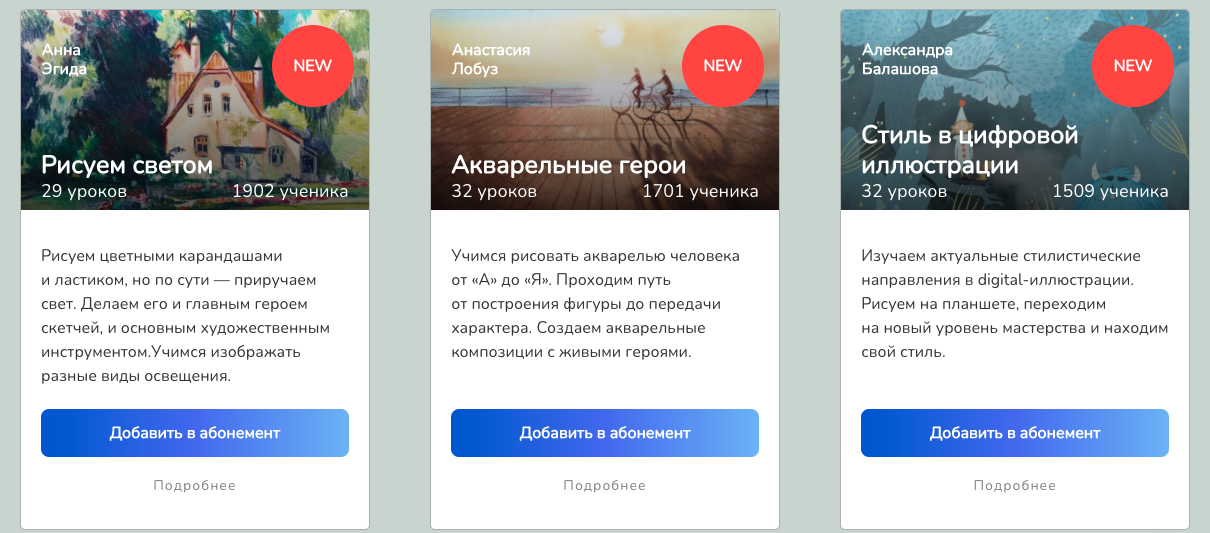 Анна
Эгида
NEW
Рисуем светом
29 уроков 1902 ученика
Рисуем цветными карандашами
и ластиком, но по сути — приручаем
свет. Делаем его и главным героем
скетчей, и основным художественным
инструментом.Учимся изображать
разные виды освещения.
Добавить в абонемент
Подробнее
Анастасия
Лобуз
NEW
Акварельные герои
32 уроков 1701 ученика
Учимся рисовать акварелью человека
от «А» до «Я». Проходим путь
от построения фигуры до передачи
характера. Создаем акварельные
композиции с живыми героями.
Добавить в абонемент
Подробнее
Александра
Балашова
NEW
Стиль в цифровой
иллюстрации
32 уроков 1509 ученика
Изучаем актуальные стилистические
направления в digital-иллюстрации.
Рисуем на планшете, переходим
на новый уровень мастерства и находим
свой стиль.
Добавить в абонемент
Подробнее